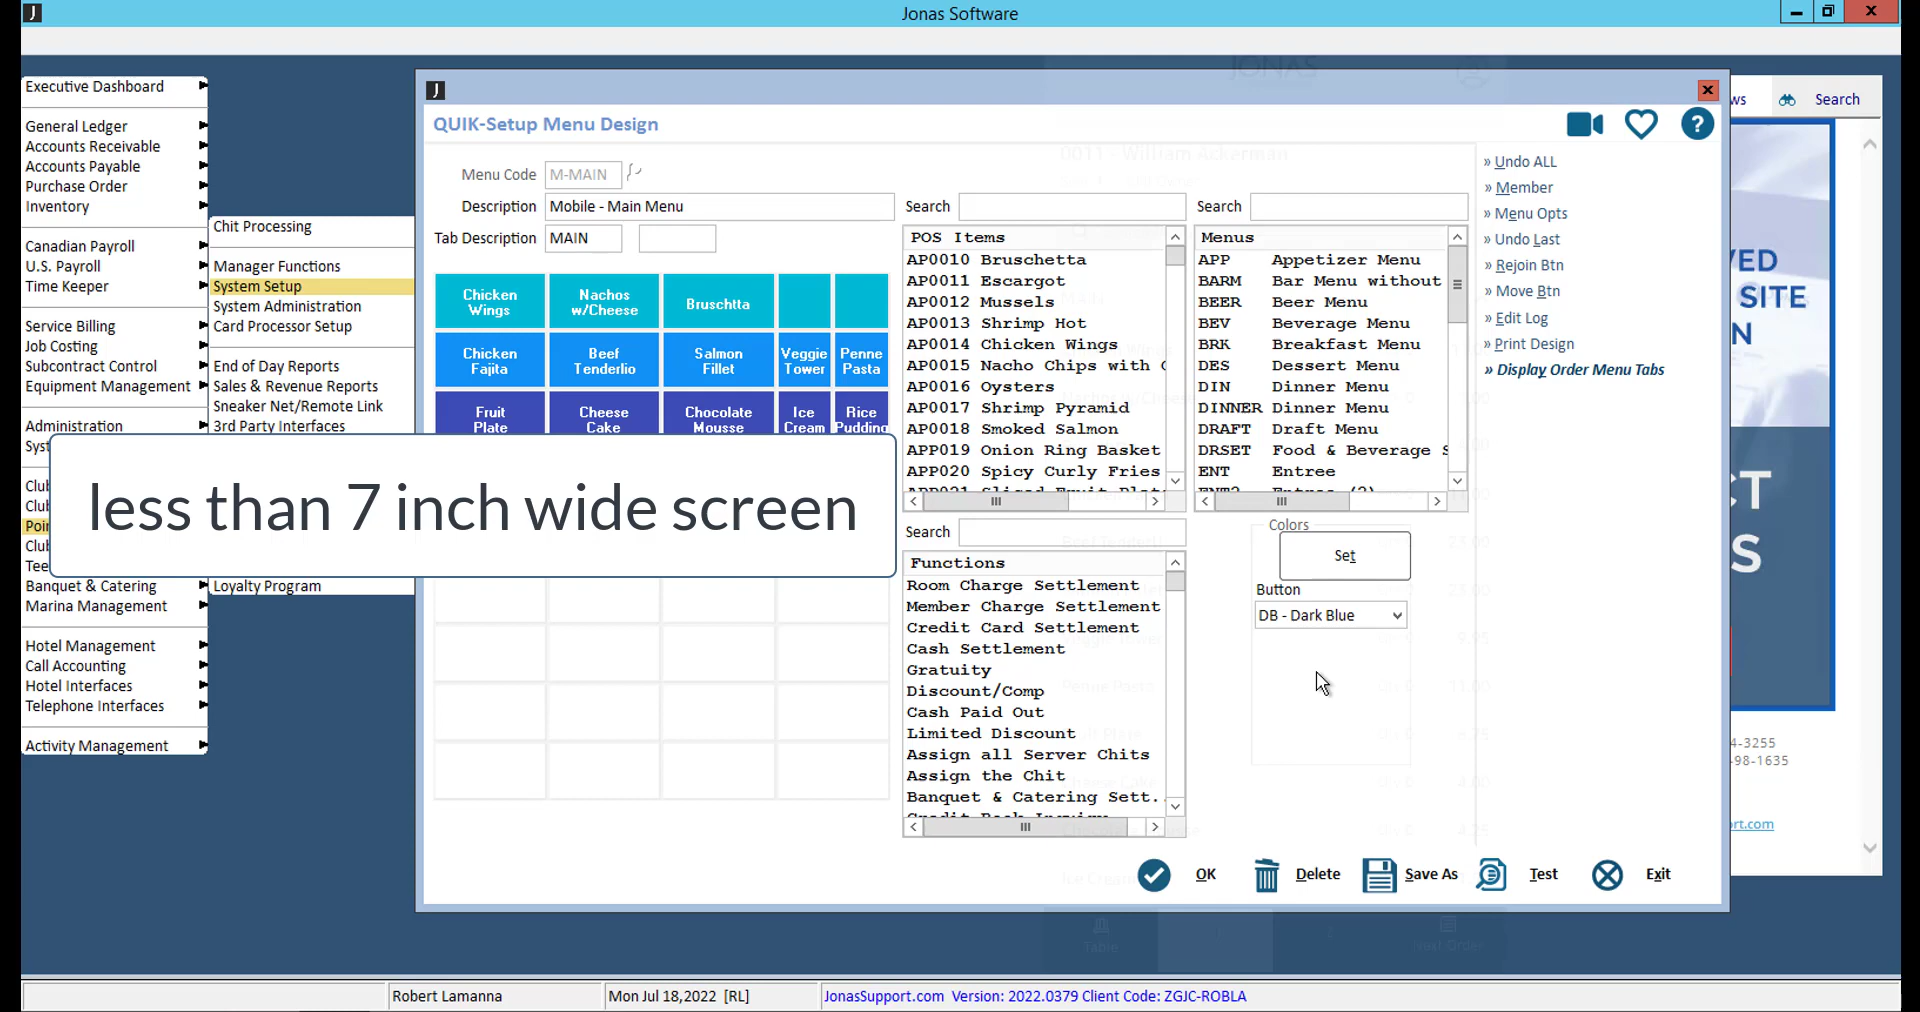 Jonas Software
Executive Dashboard
General Ledger
Accounts Receivable
Accounts Payable
Purchase Order
Inventory
Canadian Payroll
U.S. Payroll
Time Keeper
Service Billing
Job Costing
Subcontract Control
Equipment Management
Administration
Banquet & Catering
Marina Management
Hotel Management
Call Accounting
Hotel Interfaces
Telephone Interfaces
Activity Management
Chit Processing
Manager Functions
System Setup
System Administration
Card Processor Setup
End of Day Reports
Sales & Revenue Reports
Sneaker Net/Remote Link
3rd Party Interfaces
Loyalty Program
less than 7 inch wide screen
QUIK-Setup Menu Design
Menu Code M-MAIN
Description Mobile - Main Menu
Tab Description MAIN
Chicken Wings
Nachos w/Cheese
Bruschtta
Chicken Fajita
Beef Tenderlio
Salmon Fillet
Veggie Tower
Penne Pasta
Fruit Plate
Cheese Cake
Chocolate Mousse
Ice Cream
Rice Pudding
Search
POS Items
AP0010 Bruschetta
AP0011 Escargot
AP0012 Mussels
AP0013 Shrimp Hot
AP0014 Chicken Wings
AP0015 Nacho Chips with
AP0016 Oysters
AP0017 Shrimp Pyramid
AP0018 Smoked Salmon
APP019 Onion Ring Basket
APP020 Spicy Curly Fries
Search
Menus
APP Appetizer Menu
BARM Bar Menu without
BEER Beer Menu
BEV Beverage Menu
BRK Breakfast Menu
DES Dessert Menu
DIN Dinner Menu
DINNER Dinner Menu
DRAFT Draft Menu
DRSET Food & Beverage
ENT Entree
Search
Functions
Room Charge Settlement
Member Charge Settlement
Credit Card Settlement
Cash Settlement
Gratuity
Discount/Comp
Cash Paid Out
Limited Discount
Assign all Server Chits
Assign the Chit
Banquet & Catering Sett..
Colors
Set
Button
DB - Dark Blue
» Undo ALL
» Member
» Menu Opts
» Undo Last
» Rejoin Btn
» Move Btn
» Edit Log
» Print Design
» Display Order Menu Tabs
OK
Delete
Save As
Test
Exit
Search
SITE
4-3255
-98-1635
rt.com
Robert Lamanna
Mon Jul 18,2022 [RL]
JonasSupport.com Version: 2022.0379 Client Code: ZGJC-ROBLA